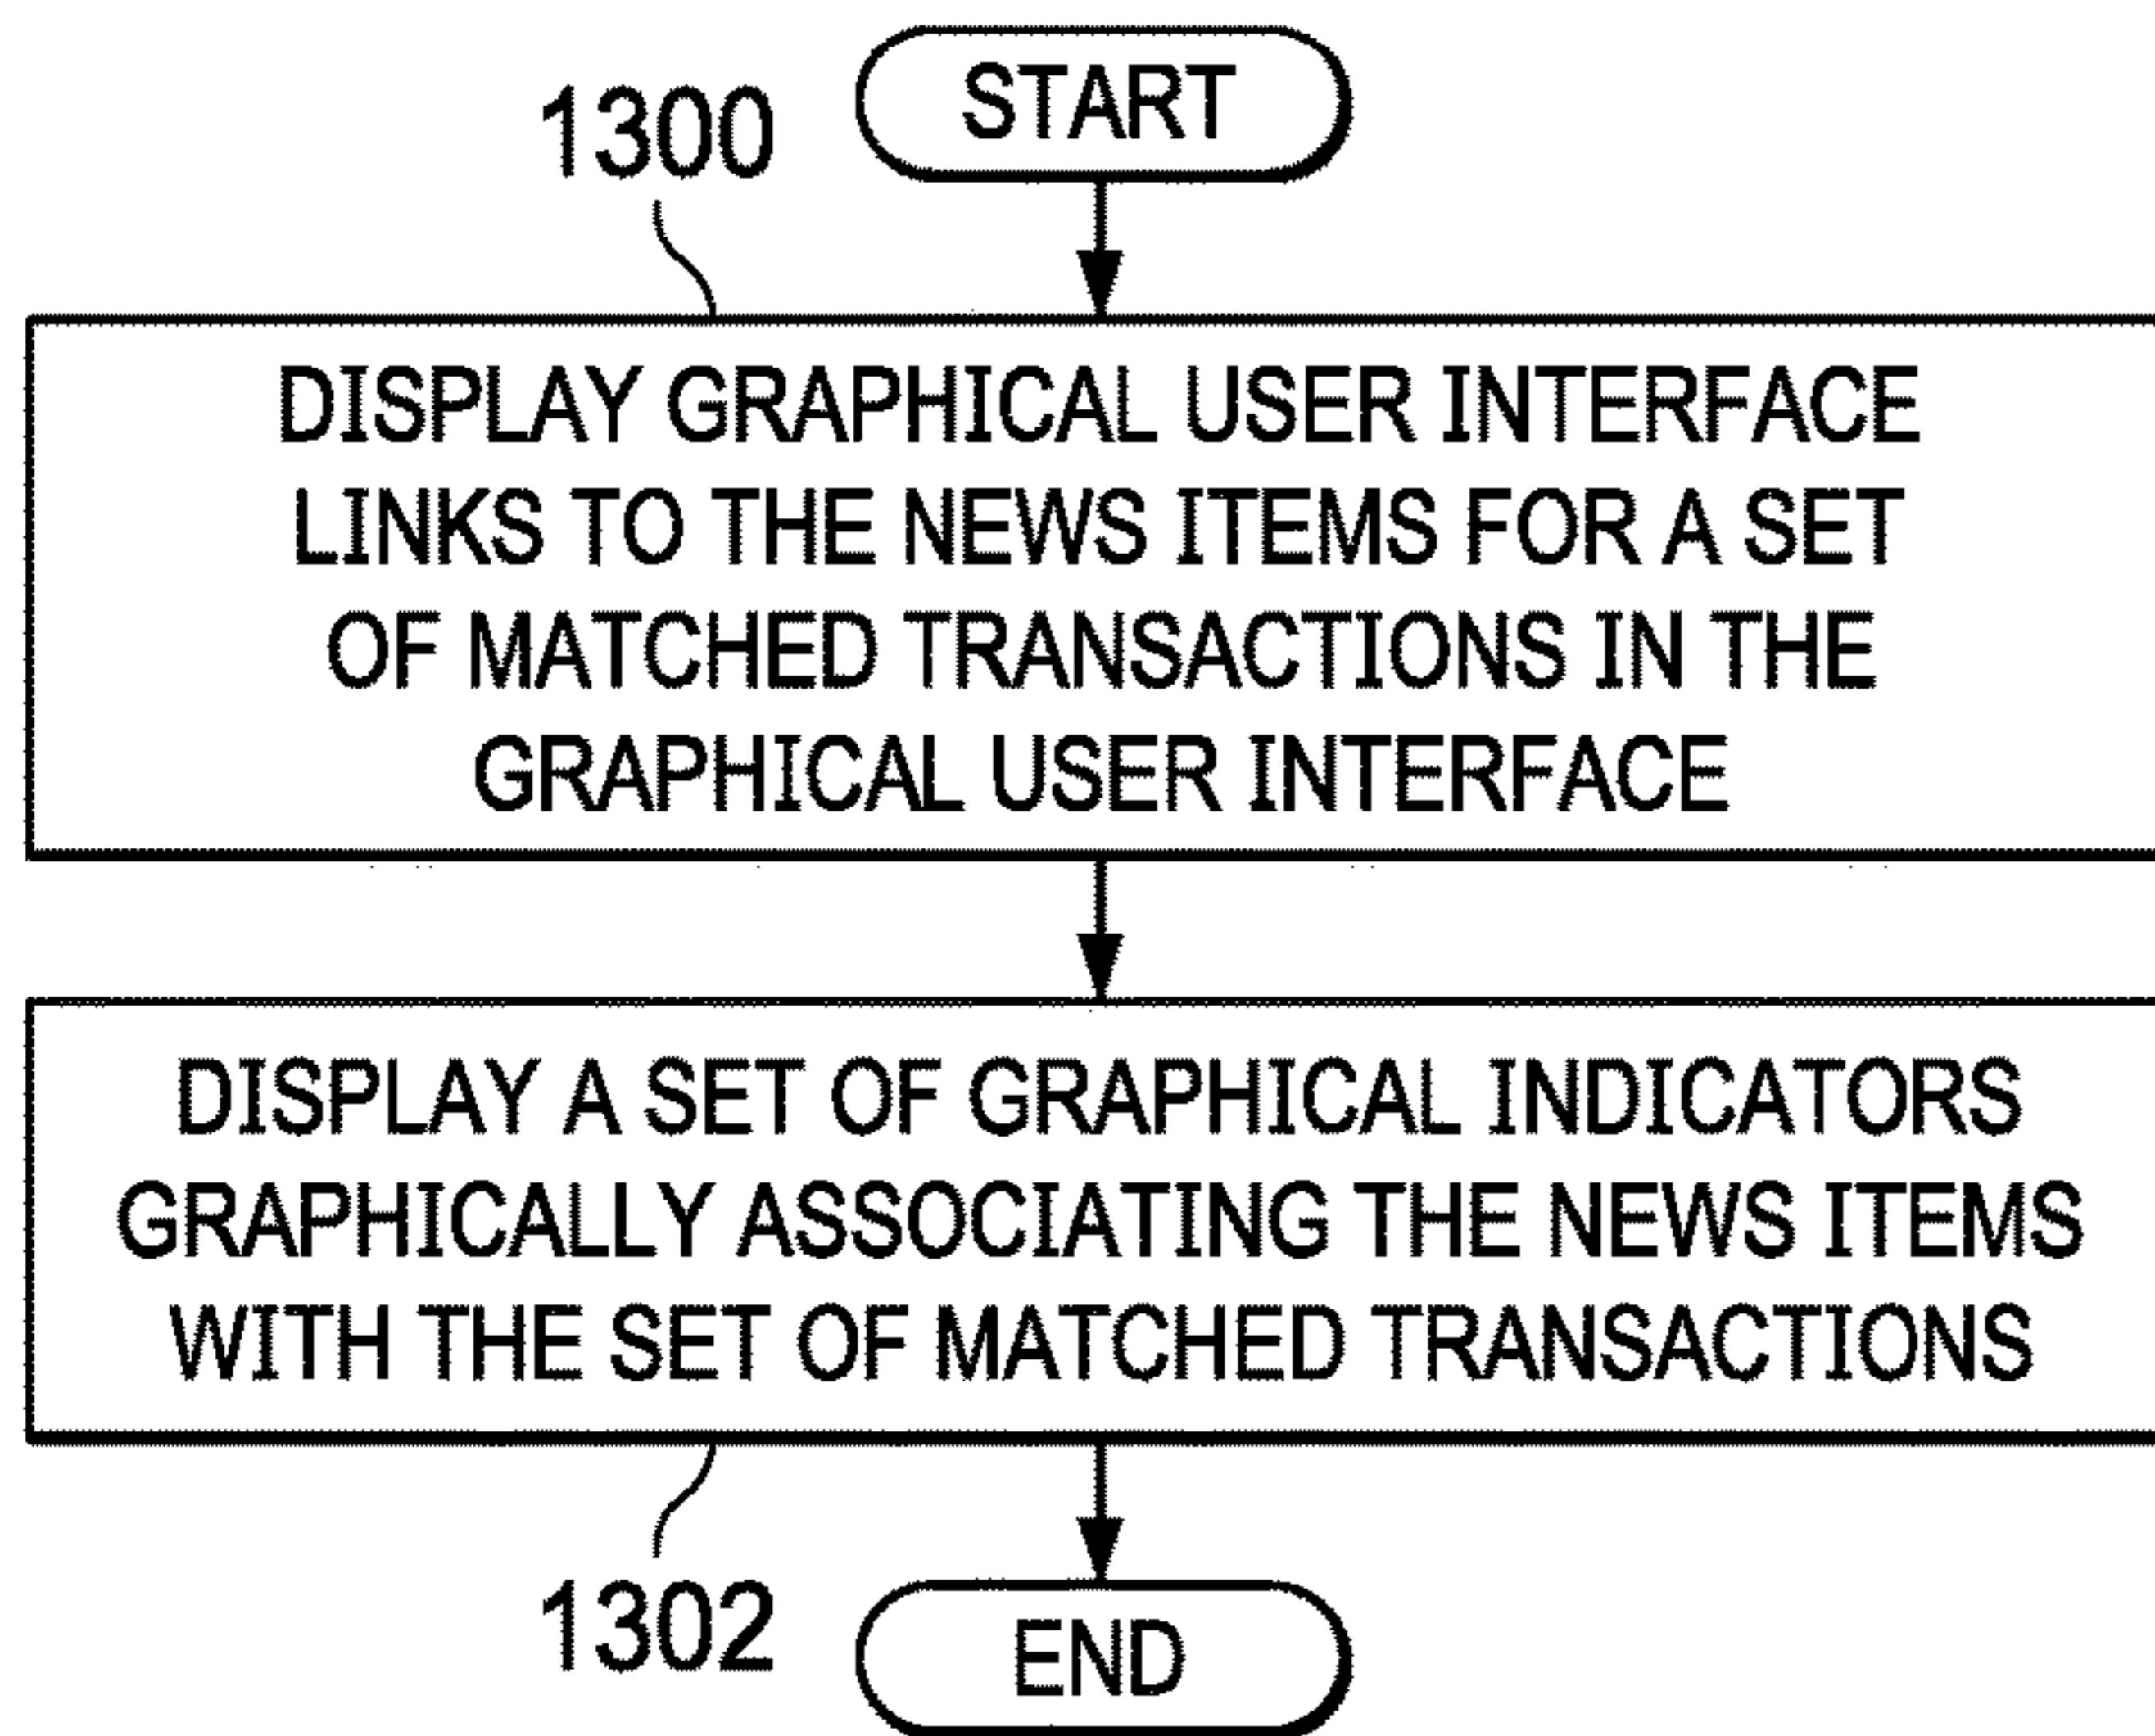 START
1300
DISPLAY GRAPHICAL USER INTERFACE
LINKS TO THE NEWS ITEMS FOR A SET
OF MATCHED TRANSACTIONS IN THE
GRAPHICAL USER INTERFACE
DISPLAY A SET OF GRAPHICAL INDICATORS
GRAPHICALLY ASSOCIATING THE NEWS ITEMS
WITH THE SET OF MATCHED TRANSACTIONS
1302
END